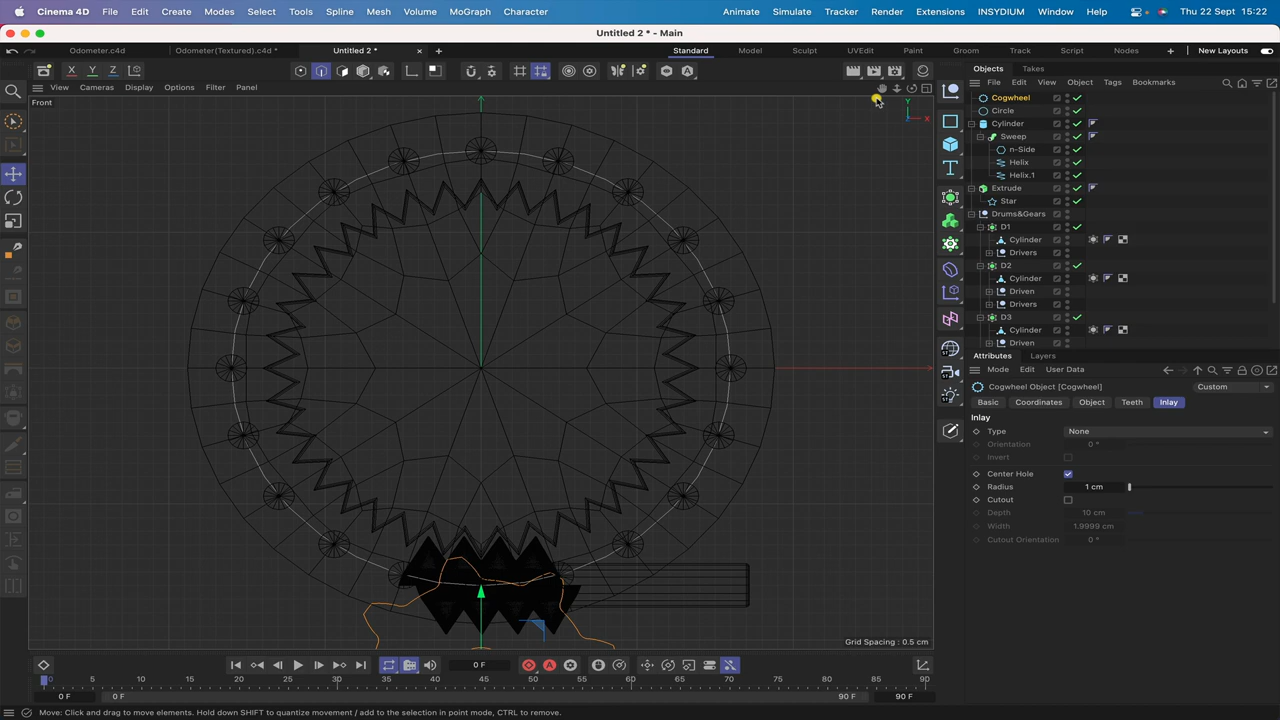 Cinema 4D File Edit Create Modes Select Tools Spline Mesh Volume MoGraph Character Animate Simulate Tracker Render Extensions INSYDIUM Window Help Thu 22 Sept 15:22
Untitled 2 * - Main
Odometer.c4d Odometer(Textured).c4d * Untitled 2 * Standard Model Sculpt UVEdit Paint Groom Track Script Nodes New Layouts
X Y Z
Objects Takes
View Cameras Display Options Filter Panel
File Edit View Object Tags Bookmarks
Front
Y
X
Cogwheel
Circle
Cylinder
Sweep
n-Side
Helix
Helix.1
Extrude
Star
Drums&Gears
D1
Cylinder
Drivers
D2
Cylinder
Driven
Drivers
D3
Cylinder
Driven
Attributes Layers
Mode Edit User Data
Cogwheel Object [Cogwheel] Custom
Basic Coordinates Object Teeth Inlay
Inlay
Type None
Orientation 0 °
Invert
Center Hole
Radius 1 cm
Cutout
Depth 10 cm
Width 1.9999 cm
Cutout Orientation 0 °
Grid Spacing : 0.5 cm
0 F
0 5 10 15 20 25 30 35 40 45 50 55 60 65 70 75 80 85 90
0 F 0 F 90 F 90 F
Move: Click and drag to move elements. Hold down SHIFT to quantize movement / add to the selection in point mode, CTRL to remove.